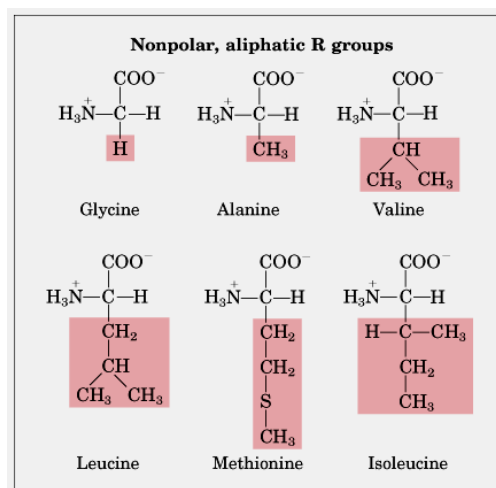 Nonpolar, aliphatic R groups
COO⁻ COO⁻ COO⁻
H₃N⁺—C—H H₃N⁺—C—H H₃N⁺—C—H
H CH₃ CH
CH₃ CH₃
Glycine Alanine Valine
COO⁻ COO⁻ COO⁻
H₃N⁺—C—H H₃N⁺—C—H H₃N⁺—C—H
CH₂ CH₂ H—C—CH₃
CH CH₂ CH₂
CH₃ CH₃ S CH₃
CH₃
Leucine Methionine Isoleucine